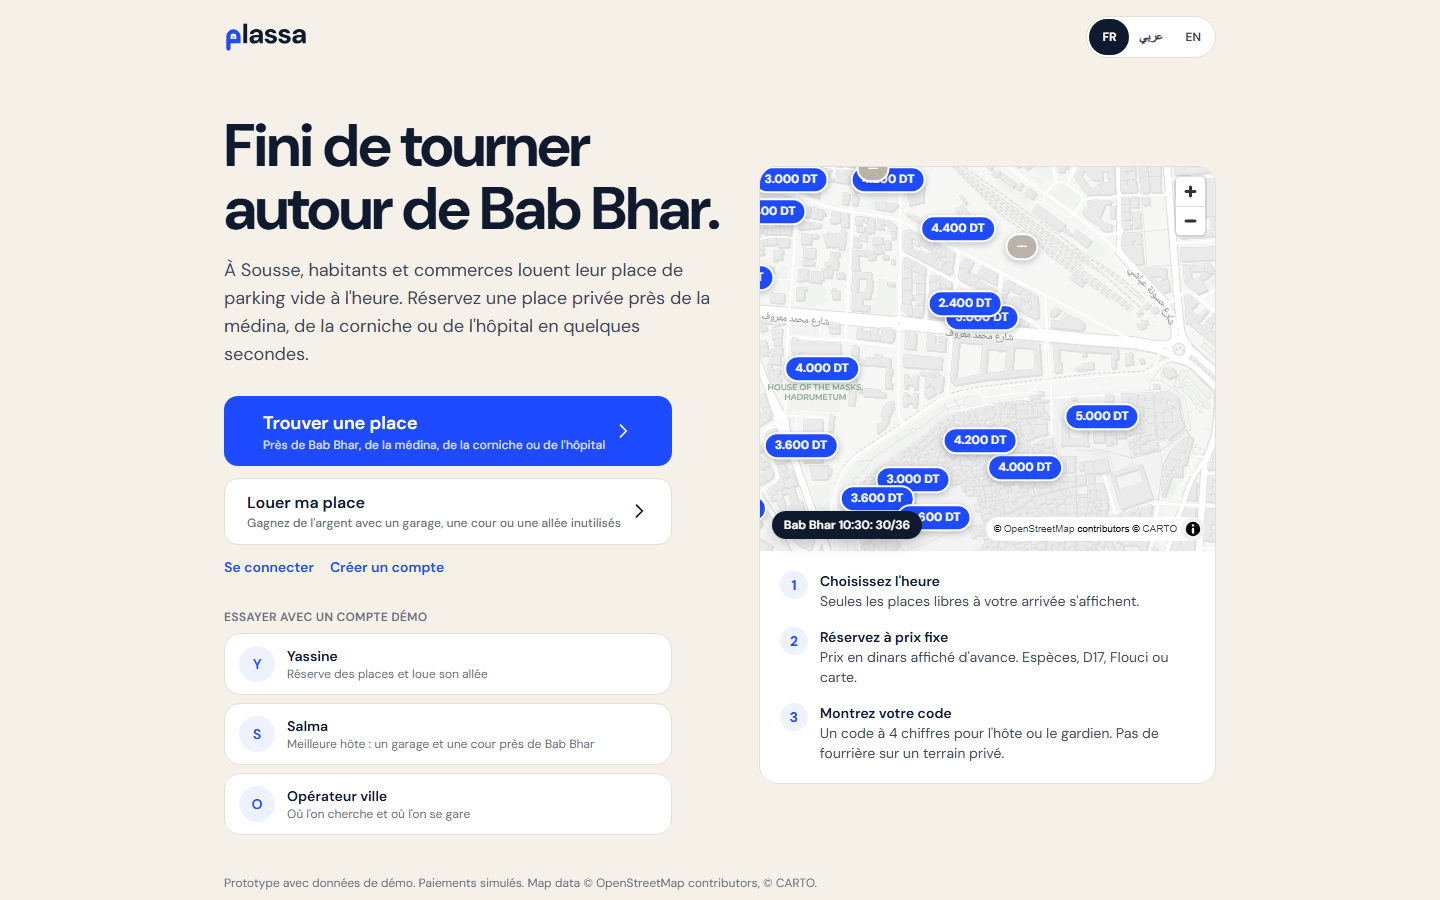 plassa
FR عربي EN
Fini de tourner
autour de Bab Bhar.
À Sousse, habitants et commerces louent leur place de
parking vide à l'heure. Réservez une place privée près de la
médina, de la corniche ou de l'hôpital en quelques
secondes.
Trouver une place
Près de Bab Bhar, de la médina, de la corniche ou de l'hôpital
Louer ma place
Gagnez de l'argent avec un garage, une cour ou une allée inutilisés
Se connecter Créer un compte
ESSAYER AVEC UN COMPTE DÉMO
Y
Yassine
Réserve des places et loue son allée
S
Salma
Meilleure hôte : un garage et une cour près de Bab Bhar
O
Opérateur ville
Où l'on cherche et où l'on se gare
3.000 DT
00 DT
4.400 DT
2.400 DT
شارع محمد معروف
شارع محمد معروف
4.000 DT
HOUSE OF THE MASKS,
HADRUMETUM
5.000 DT
4.200 DT
3.600 DT
4.000 DT
3.000 DT
3.600 DT
600 DT
Bab Bhar 10:30: 30/36
© OpenStreetMap contributors © CARTO
1
Choisissez l'heure
Seules les places libres à votre arrivée s'affichent.
2
Réservez à prix fixe
Prix en dinars affiché d'avance. Espèces, D17, Flouci ou
carte.
3
Montrez votre code
Un code à 4 chiffres pour l'hôte ou le gardien. Pas de
fourrière sur un terrain privé.
Prototype avec données de démo. Paiements simulés. Map data © OpenStreetMap contributors, © CARTO.